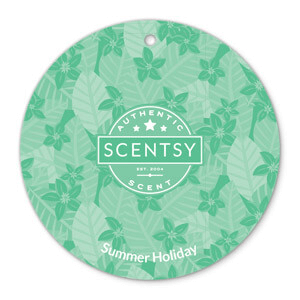 AUTHENTIC
SCENTSY
EST. 2004
SCENT
Summer Holiday